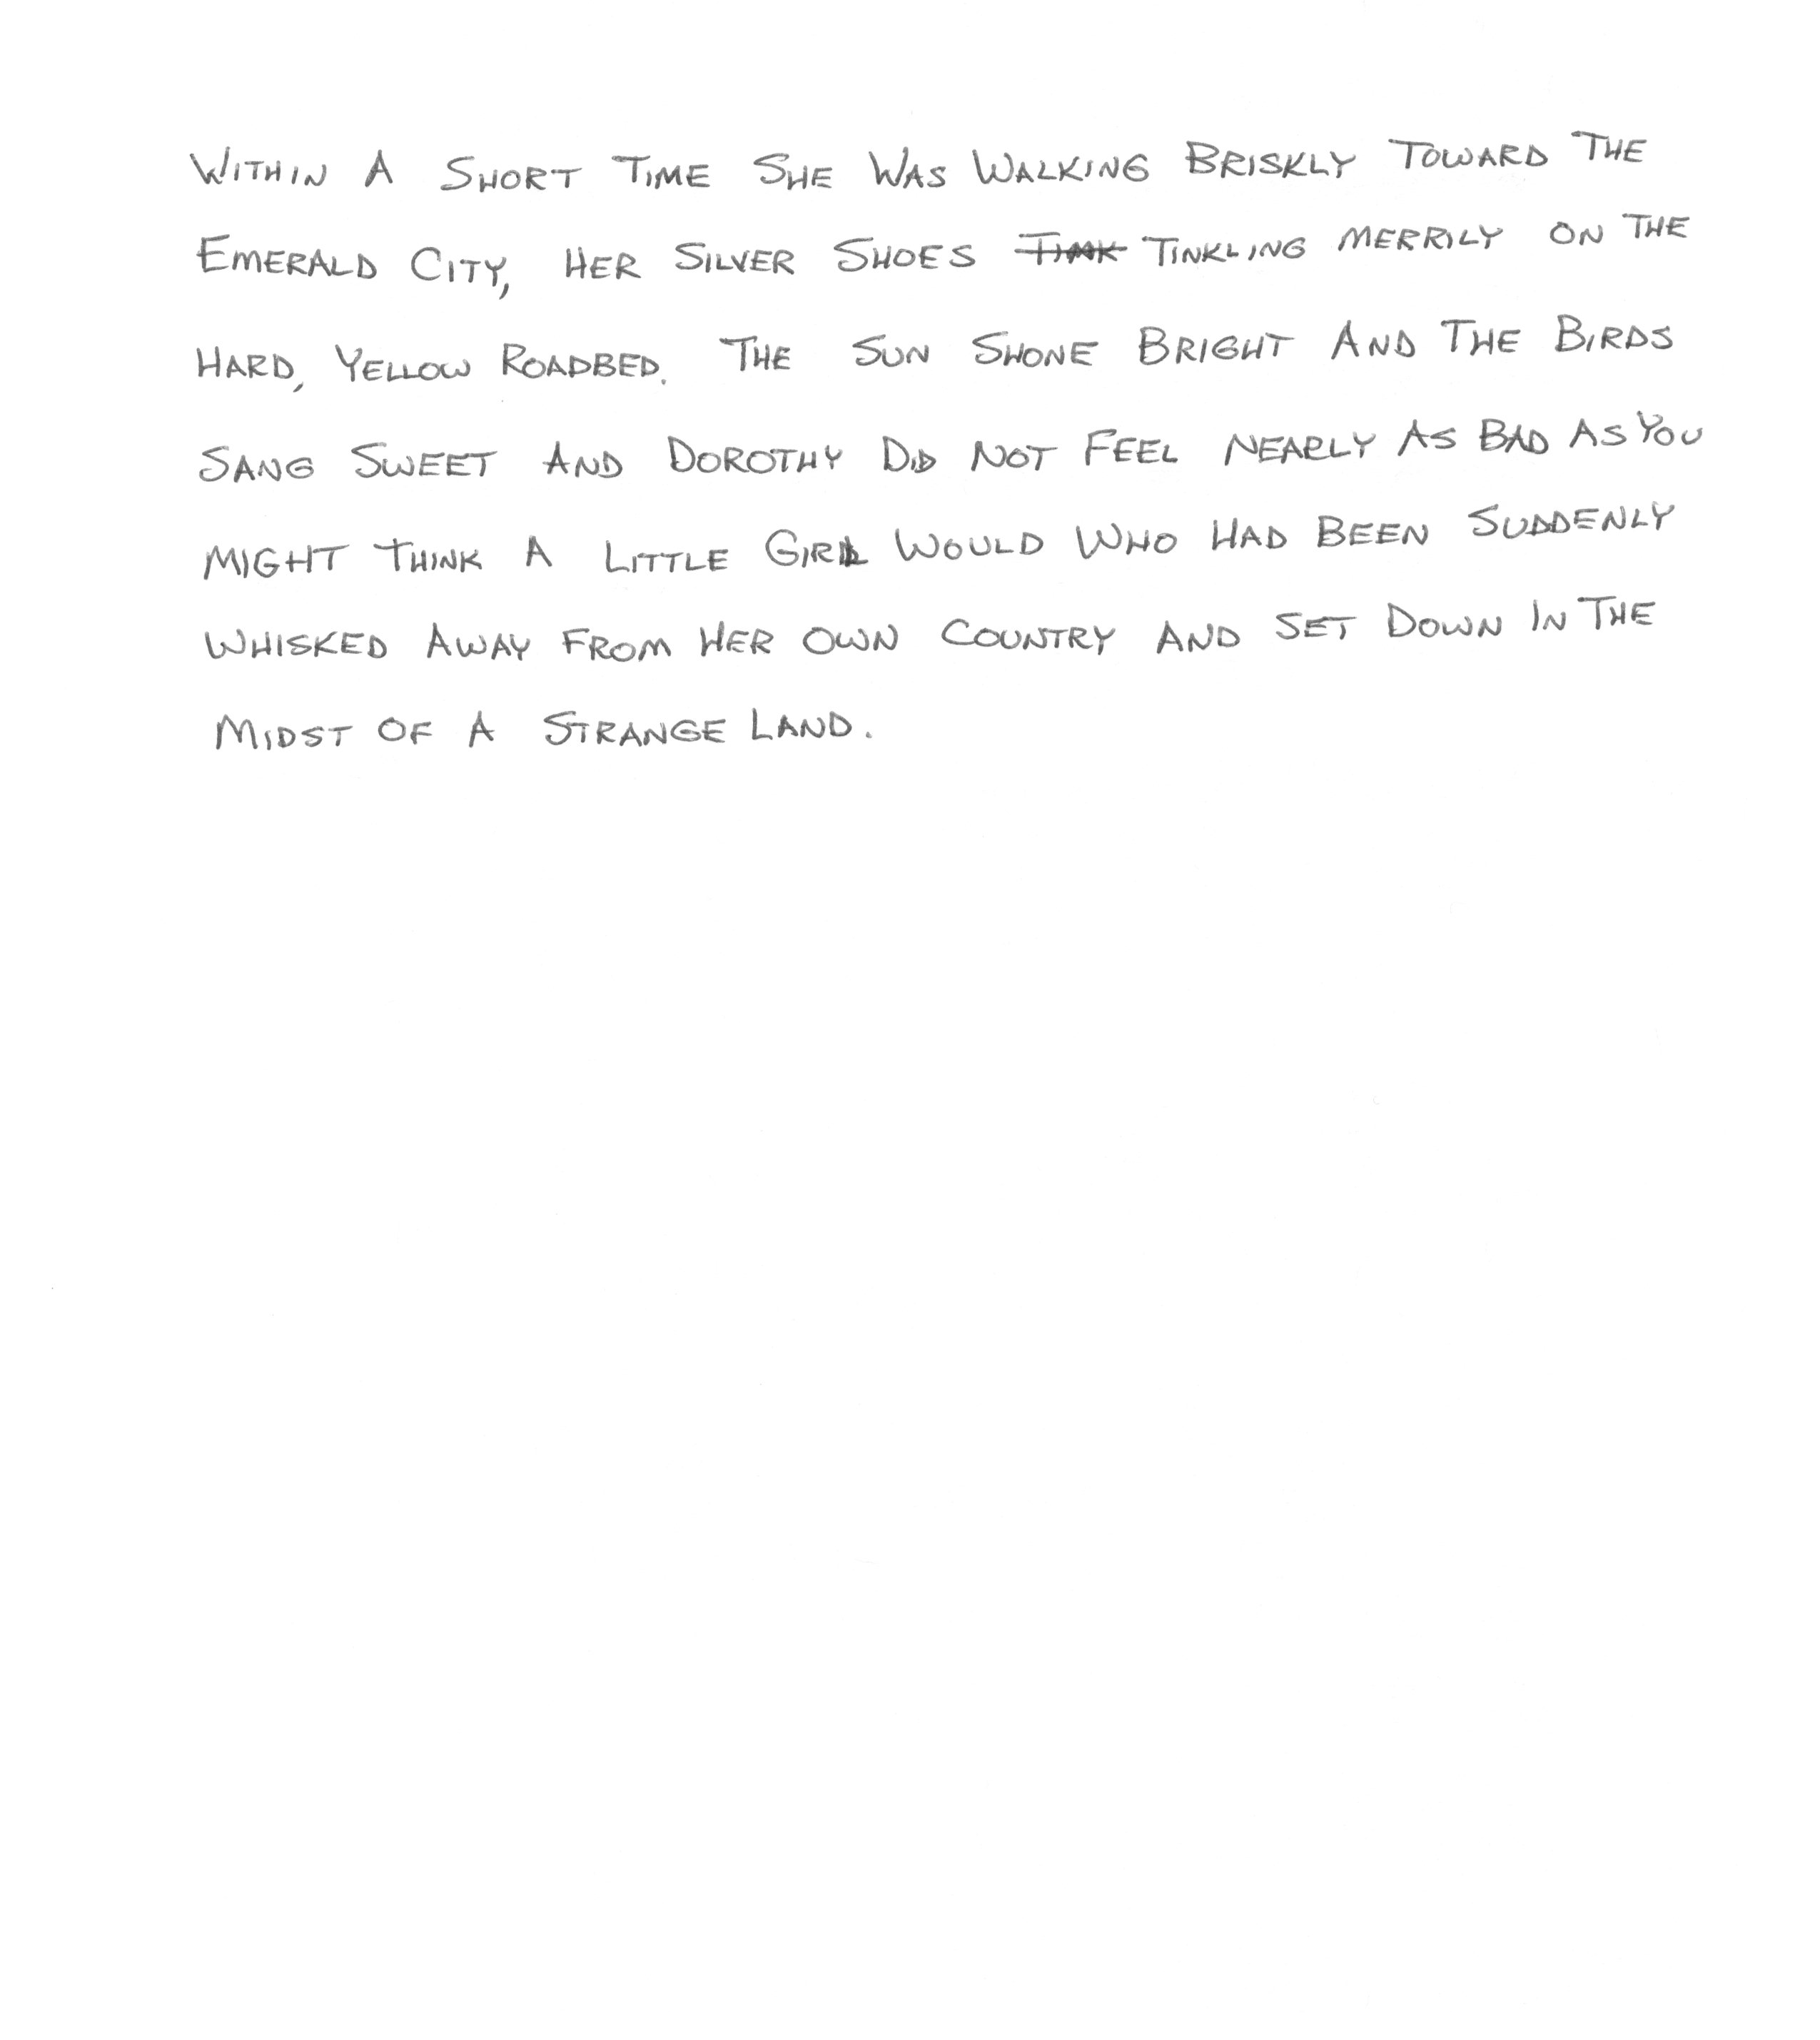 WITHIN A SHORT TIME SHE WAS WALKING BRISKLY TOWARD THE
EMERALD CITY, HER SILVER SHOES TINKLING MERRILY ON THE
HARD, YELLOW ROADBED. THE SUN SHONE BRIGHT AND THE BIRDS
SANG SWEET AND DOROTHY DID NOT FEEL NEARLY AS BAD AS YOU
MIGHT THINK A LITTLE GIRL WOULD WHO HAD BEEN SUDDENLY
WHISKED AWAY FROM HER OWN COUNTRY AND SET DOWN IN THE
MIDST OF A STRANGE LAND.